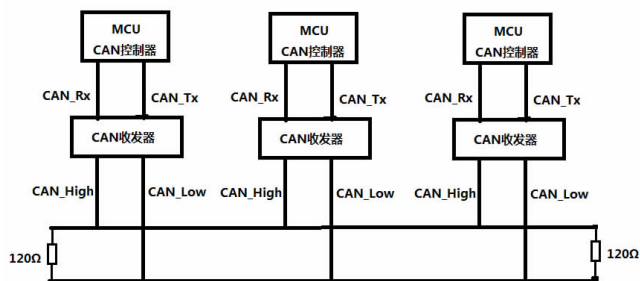 MCU
CAN控制器
MCU
CAN控制器
MCU
CAN控制器
CAN_Rx
CAN_Tx
CAN_Rx
CAN_Tx
CAN_Rx
CAN_Tx
CAN收发器
CAN收发器
CAN收发器
CAN_High
CAN_Low
CAN_High
CAN_Low
CAN_High
CAN_Low
120Ω
120Ω